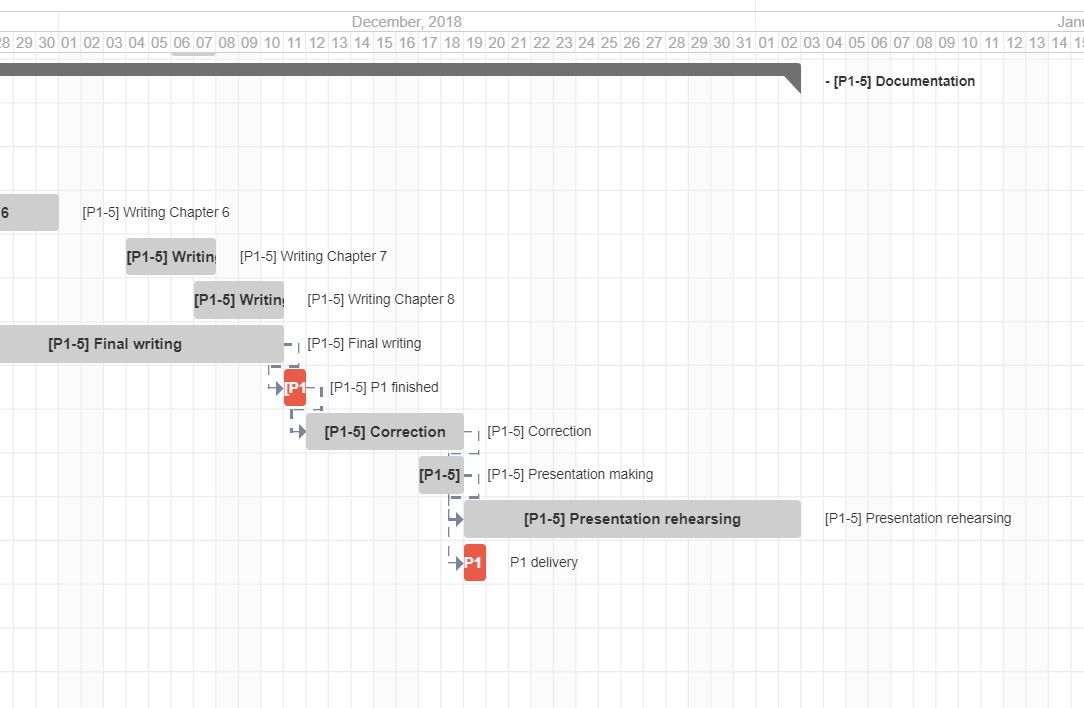 December, 2018 Janu
28 29 30 01 02 03 04 05 06 07 08 09 10 11 12 13 14 15 16 17 18 19 20 21 22 23 24 25 26 27 28 29 30 31 01 02 03 04 05 06 07 08 09 10 11 12 13 14 15
- [P1-5] Documentation
6 [P1-5] Writing Chapter 6
[P1-5] Writin [P1-5] Writing Chapter 7
[P1-5] Writing [P1-5] Writing Chapter 8
[P1-5] Final writing [P1-5] Final writing
[P1 [P1-5] P1 finished
[P1-5] Correction [P1-5] Correction
[P1-5] [P1-5] Presentation making
[P1-5] Presentation rehearsing [P1-5] Presentation rehearsing
P1 P1 delivery